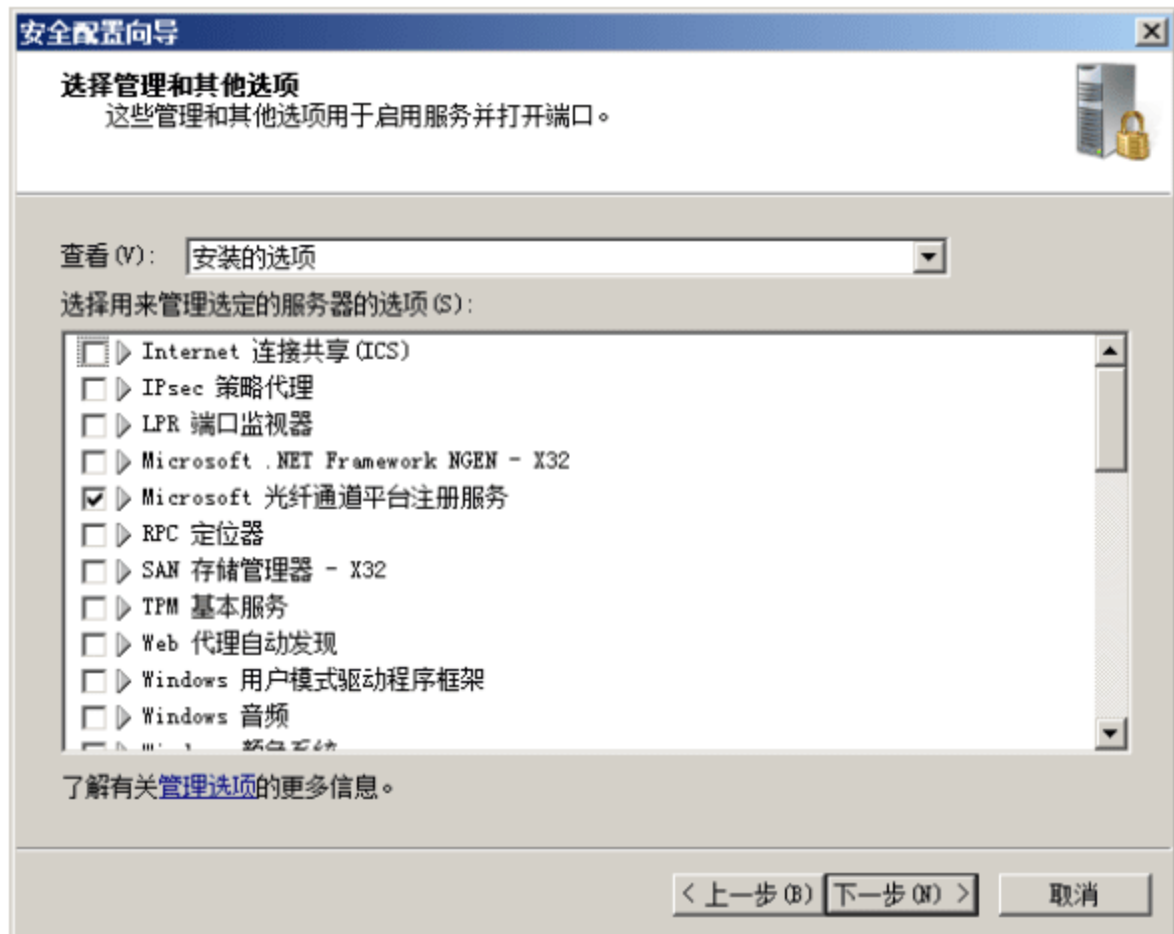 安全配置向导
选择管理和其他选项
这些管理和其他选项用于启用服务并打开端口。
查看(V):
安装的选项
选择用来管理选定的服务器的选项(S):
Internet 连接共享(ICS)
IPsec 策略代理
LPR 端口监视器
Microsoft .NET Framework NGEN - X32
Microsoft 光纤通道平台注册服务
RPC 定位器
SAN 存储管理器 - X32
TPM 基本服务
Web 代理自动发现
Windows 用户模式驱动程序框架
Windows 音频
了解有关管理选项的更多信息。
< 上一步(B) 下一步(N) > 取消